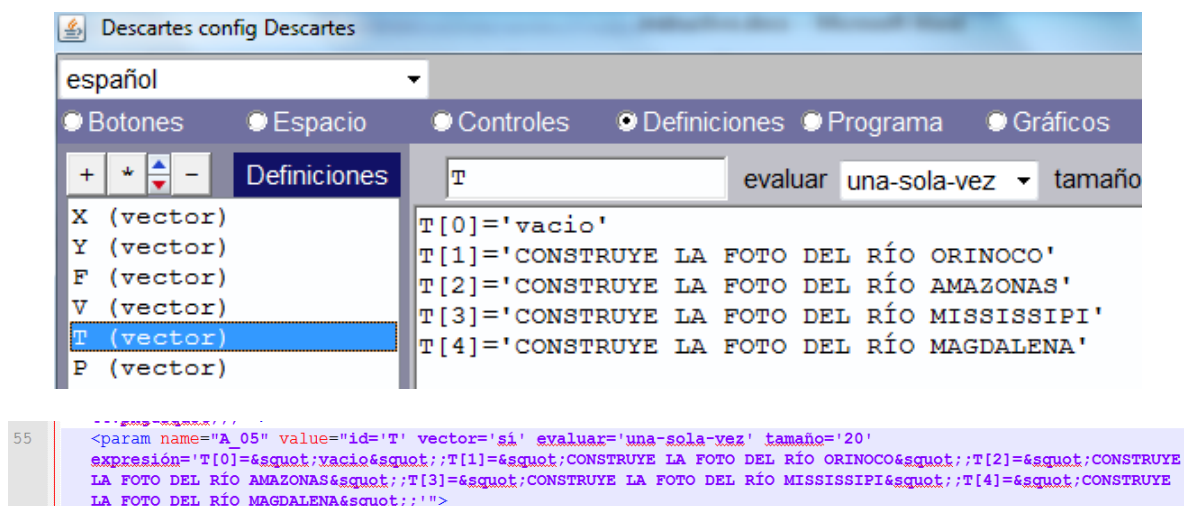 Descartes config Descartes
español
Botones Espacio Controles Definiciones Programa Gráficos
+ * - Definiciones T evaluar una-sola-vez tamaño
X (vector)
Y (vector)
F (vector)
V (vector)
T (vector)
P (vector)
T[0]='vacio'
T[1]='CONSTRUYE LA FOTO DEL RÍO ORINOCO'
T[2]='CONSTRUYE LA FOTO DEL RÍO AMAZONAS'
T[3]='CONSTRUYE LA FOTO DEL RÍO MISSISSIPI'
T[4]='CONSTRUYE LA FOTO DEL RÍO MAGDALENA'
55 <param name="A_05" value="id='T' vector='sí' evaluar='una-sola-vez' tamaño='20'
expresión='T[0]=&squot;vacio&squot;;T[1]=&squot;CONSTRUYE LA FOTO DEL RÍO ORINOCO&squot;;T[2]=&squot;CONSTRUYE
LA FOTO DEL RÍO AMAZONAS&squot;;T[3]=&squot;CONSTRUYE LA FOTO DEL RÍO MISSISSIPI&squot;;T[4]=&squot;CONSTRUYE
LA FOTO DEL RÍO MAGDALENA&squot;;'">